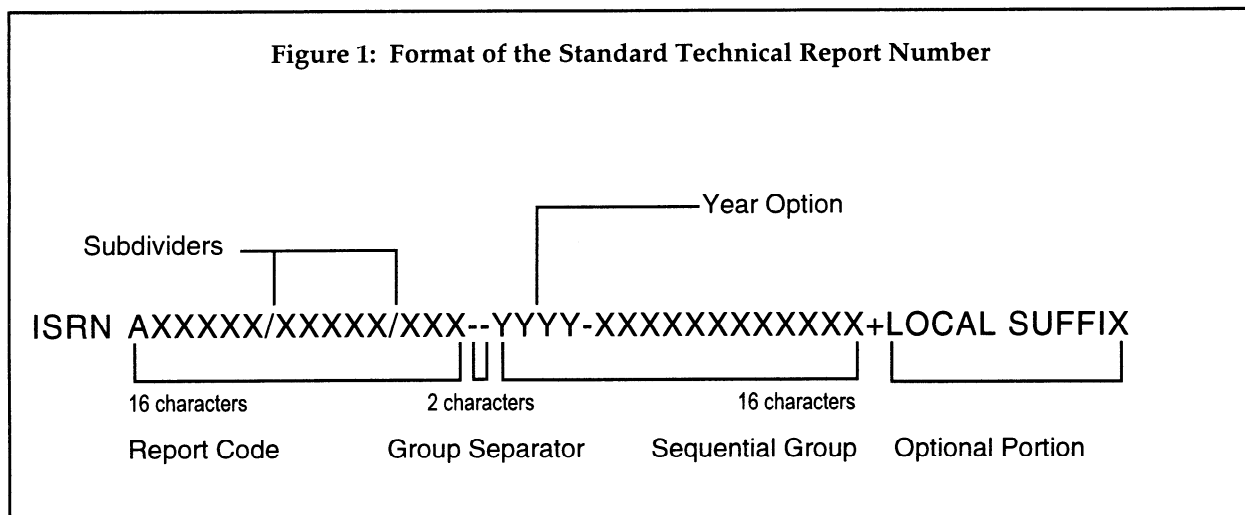 Figure 1: Format of the Standard Technical Report Number
Year Option
Subdividers
ISRN AXXXXX/XXXXX/XXX--YYYY-XXXXXXXXXXXX+LOCAL SUFFIX
16 characters 2 characters 16 characters
Report Code Group Separator Sequential Group Optional Portion